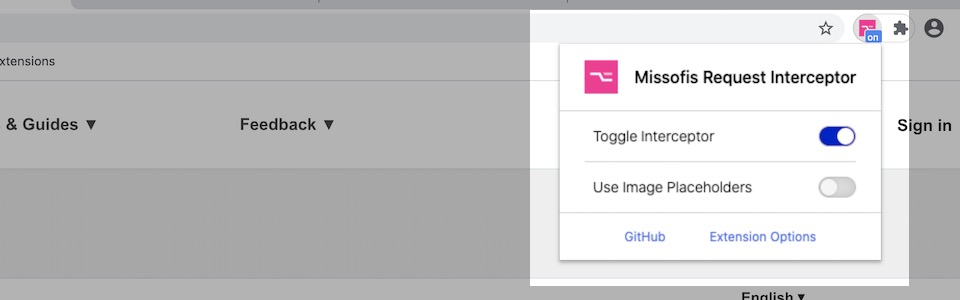 on
xtensions
Missofis Request Interceptor
& Guides ▼
Feedback ▼
Sign in
Toggle Interceptor
Use Image Placeholders
GitHub
Extension Options
English ▼